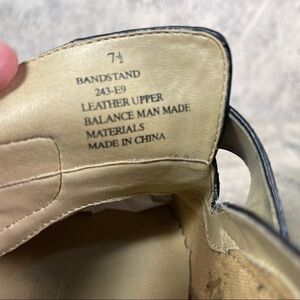 7½
BANDSTAND
243-E9
LEATHER UPPER
BALANCE MAN MADE
MATERIALS
MADE IN CHINA